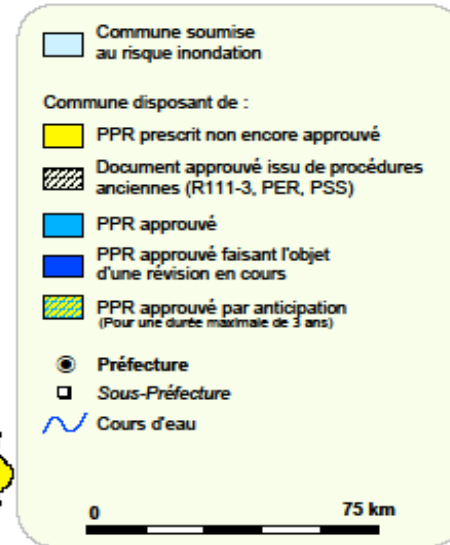 Commune soumise
au risque inondation
Commune disposant de :
PPR prescrit non encore approuvé
Document approuvé issu de procédures
anciennes (R111-3, PER, PSS)
PPR approuvé
PPR approuvé faisant l'objet
d'une révision en cours
PPR approuvé par anticipation
(Pour une durée maximale de 3 ans)
Préfecture
Sous-Préfecture
Cours d'eau
0 75 km